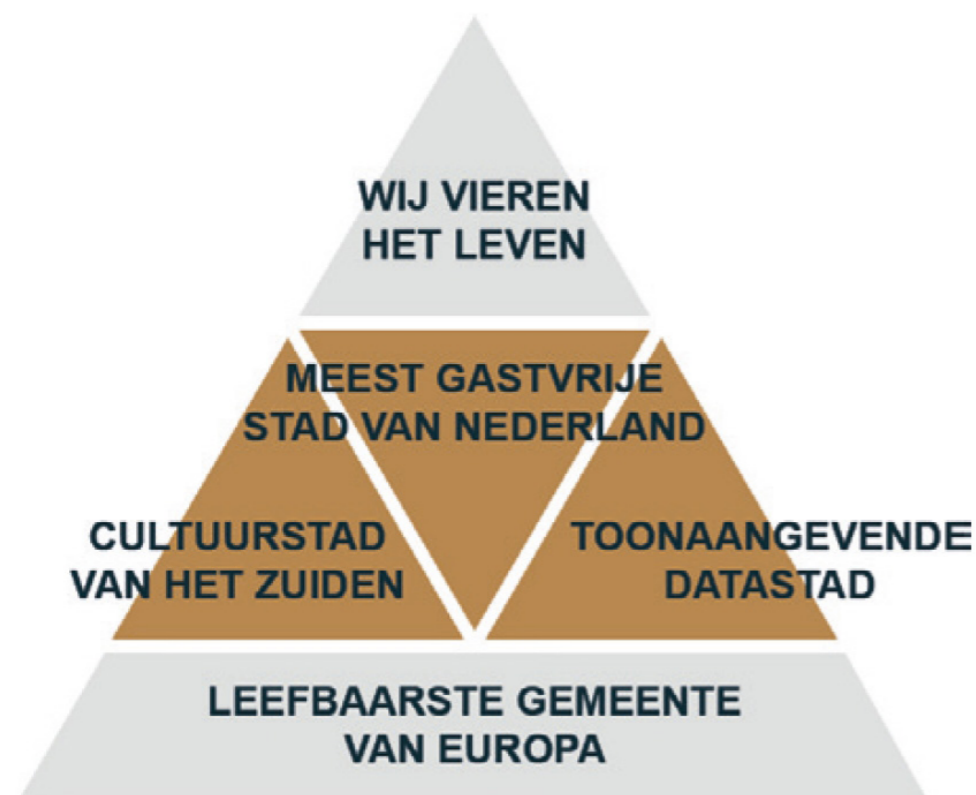 WIJ VIEREN
HET LEVEN
MEEST GASTVRIJE
STAD VAN NEDERLAND
CULTUURSTAD
VAN HET ZUIDEN
TOONAANGEVENDE
DATASTAD
LEEFBAARSTE GEMEENTE
VAN EUROPA